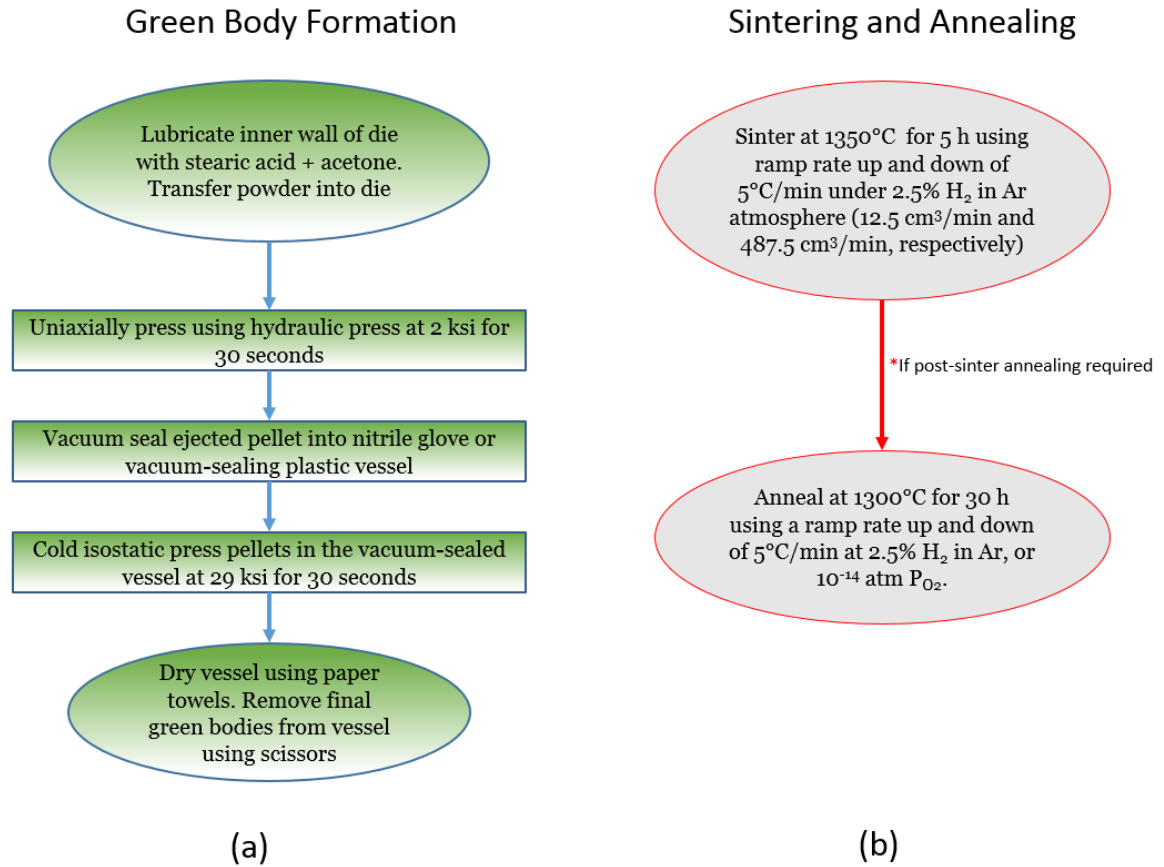 Green Body Formation
Lubricate inner wall of die
with stearic acid + acetone.
Transfer powder into die
Uniaxially press using hydraulic press at 2 ksi for
30 seconds
Vacuum seal ejected pellet into nitrile glove or
vacuum-sealing plastic vessel
Cold isostatic press pellets in the vacuum-sealed
vessel at 29 ksi for 30 seconds
Dry vessel using paper
towels. Remove final
green bodies from vessel
using scissors
(a)
Sintering and Annealing
Sinter at 1350°C for 5 h using
ramp rate up and down of
5°C/min under 2.5% H₂ in Ar
atmosphere (12.5 cm³/min and
487.5 cm³/min, respectively)
*If post-sinter annealing required
Anneal at 1300°C for 30 h
using a ramp rate up and down
of 5°C/min at 2.5% H₂ in Ar, or
10⁻¹⁴ atm P_O₂.
(b)